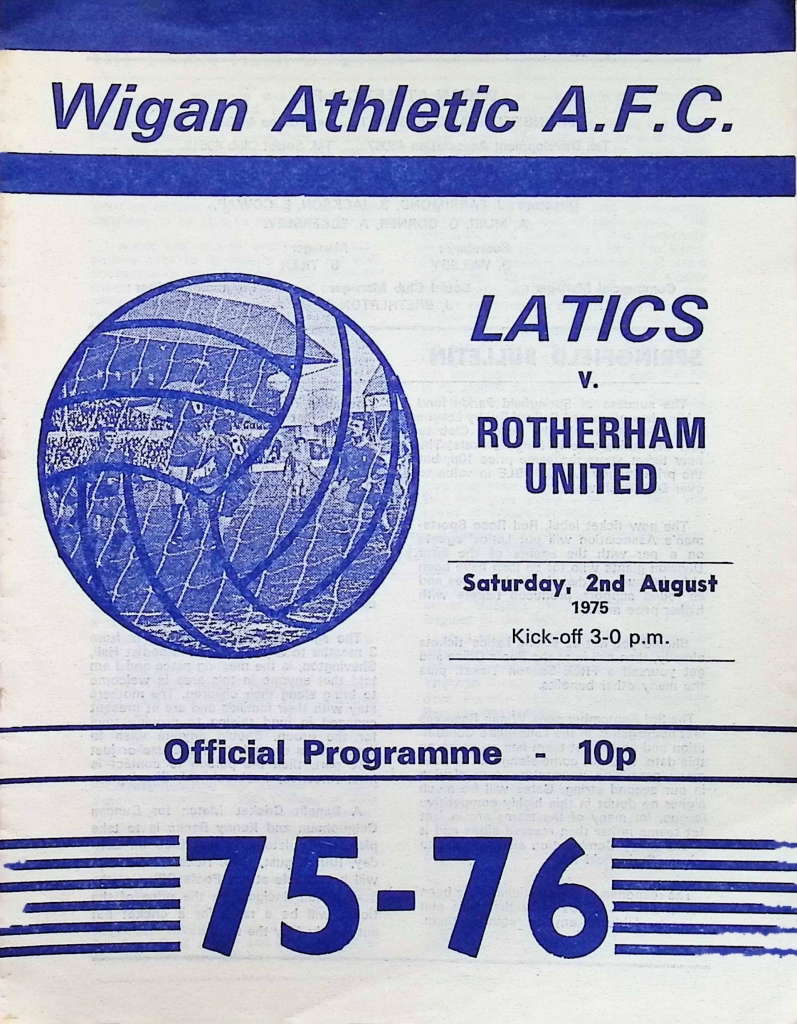 Wigan Athletic A.F.C.
LATICS
v.
ROTHERHAM
UNITED
Saturday, 2nd August
1975
Kick-off 3-0 p.m.
Official Programme - 10p
75-76